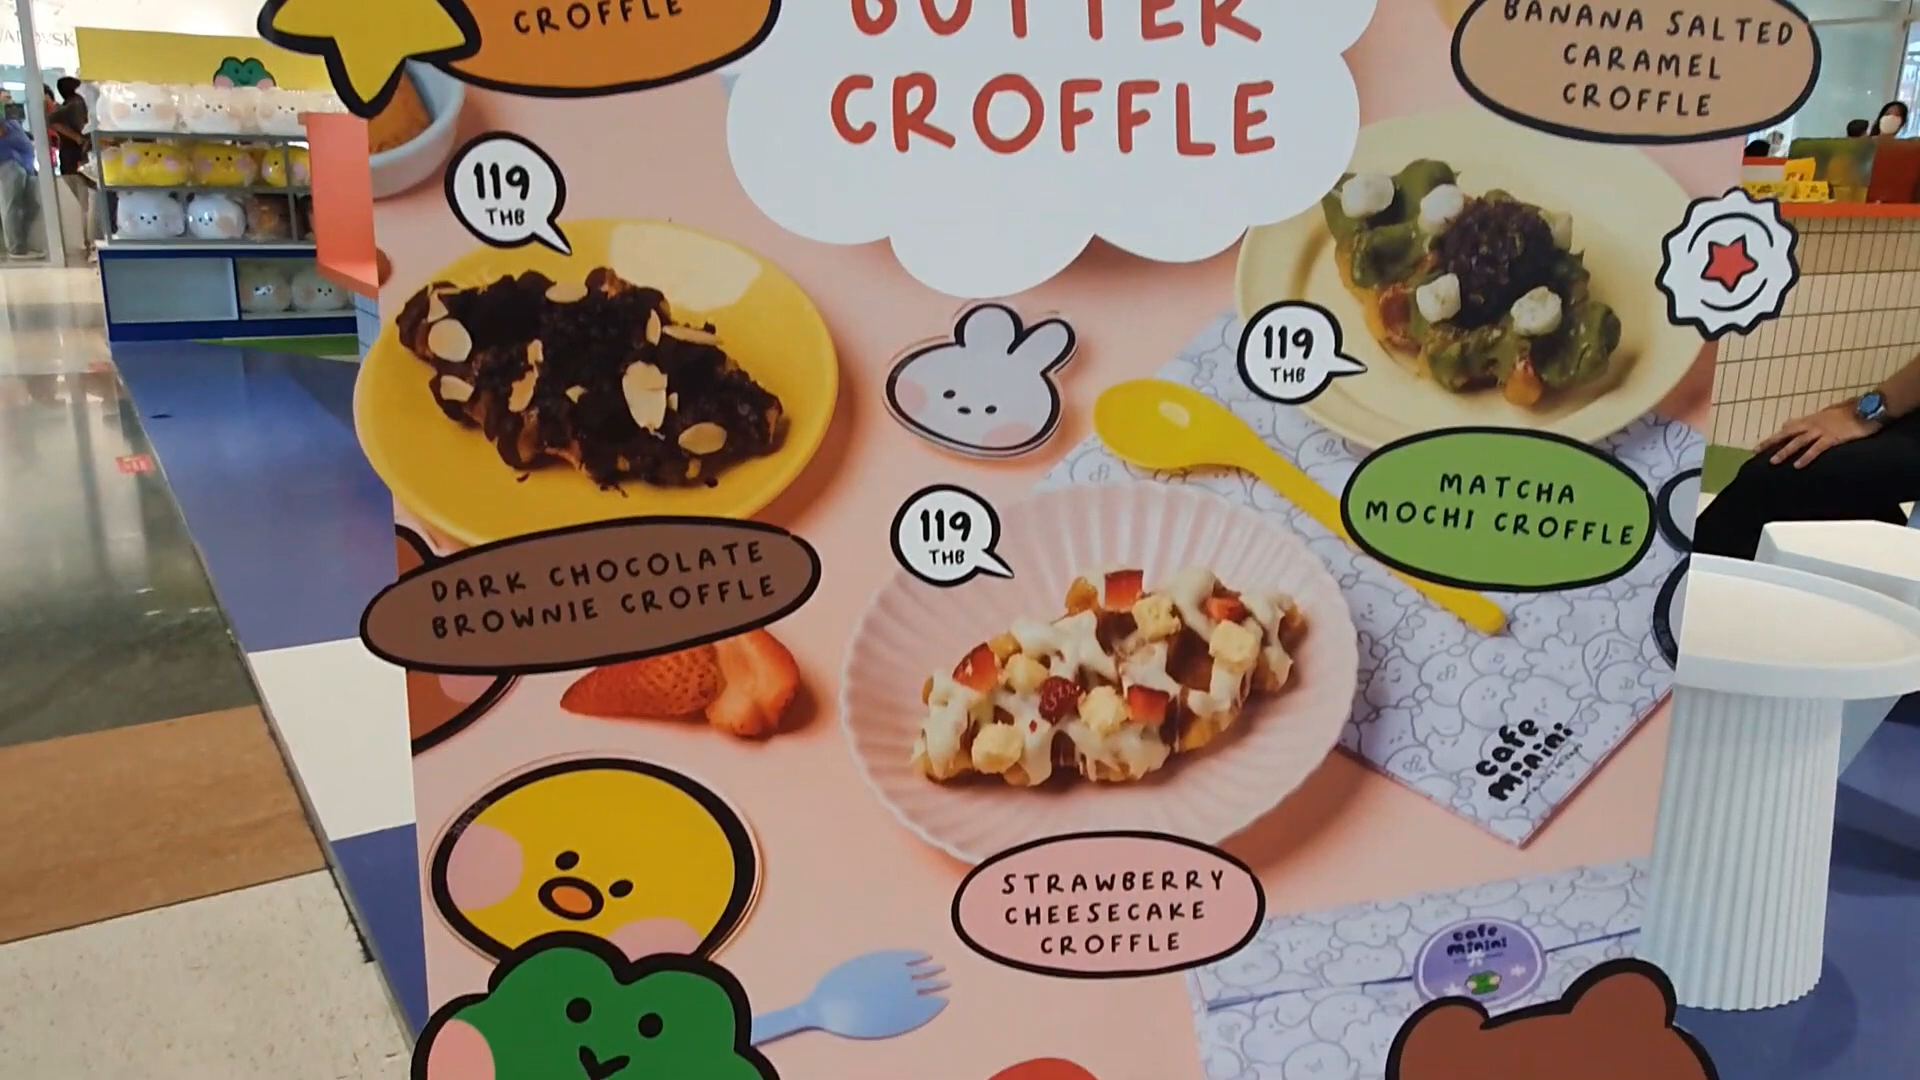 CROFFLE
BUTTER
CROFFLE
BANANA SALTED
CARAMEL
CROFFLE
119
THB
119
THB
MATCHA
MOCHI CROFFLE
119
THB
DARK CHOCOLATE
BROWNIE CROFFLE
cafe
minini
STRAWBERRY
CHEESECAKE
CROFFLE
cafe
minini